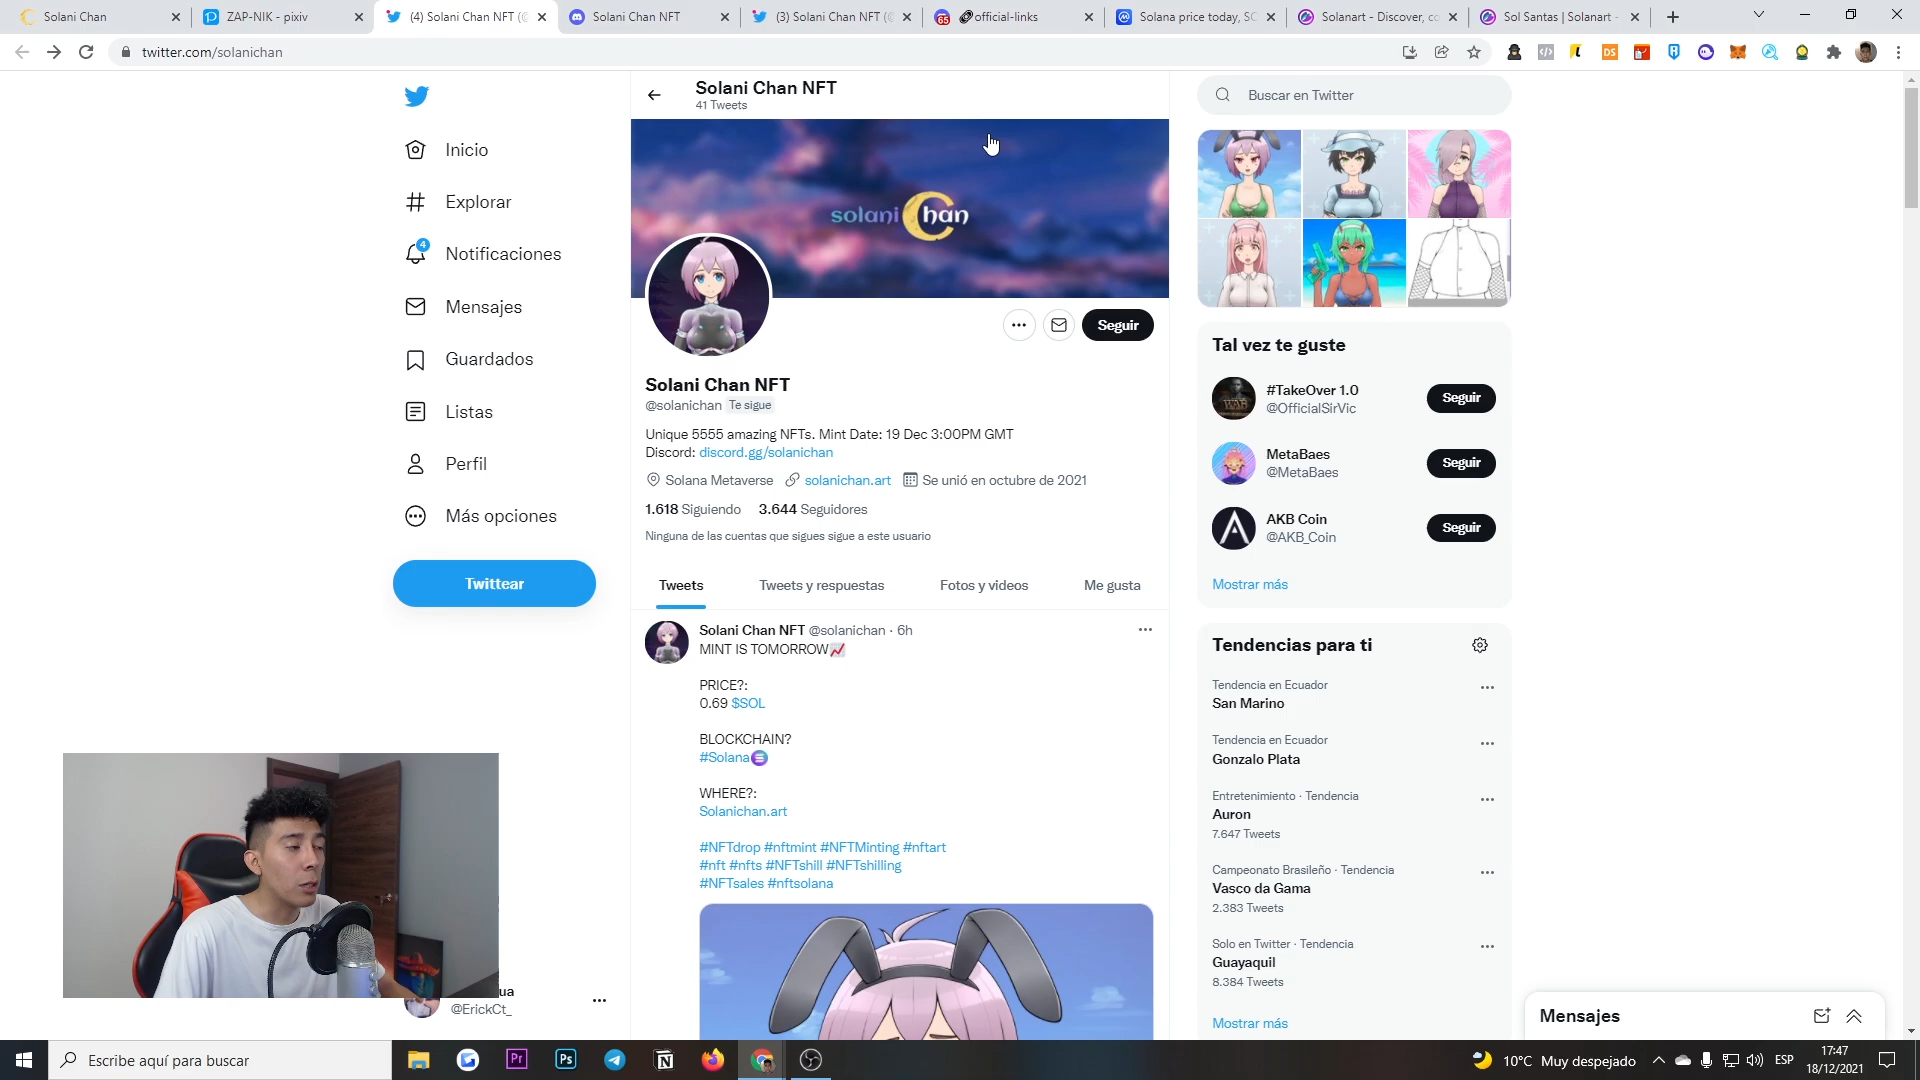 Solani Chan
ZAP-NIK - pixiv
(4) Solani Chan NFT (@
Solani Chan NFT
(3) Solani Chan NFT (@
65
official-links
Solana price today, SO
Solanart - Discover, co
Sol Santas | Solanart -
twitter.com/solanichan
DS
Solani Chan NFT
41 Tweets
Buscar en Twitter
Inicio
Explorar
4
Notificaciones
Mensajes
Guardados
Listas
Perfil
Más opciones
Twittear
solani Chan
Seguir
Solani Chan NFT
@solanichan Te sigue
Unique 5555 amazing NFTs. Mint Date: 19 Dec 3:00PM GMT
Discord: discord.gg/solanichan
Solana Metaverse solanichan.art Se unió en octubre de 2021
1.618 Siguiendo 3.644 Seguidores
Ninguna de las cuentas que sigues sigue a este usuario
Tweets Tweets y respuestas Fotos y videos Me gusta
Solani Chan NFT @solanichan · 6h
MINT IS TOMORROW
PRICE?:
0.69 $SOL
BLOCKCHAIN?
#Solana
WHERE?:
Solanichan.art
#NFTdrop #nftmint #NFTMinting #nftart
#nft #nfts #NFTshill #NFTshilling
#NFTsales #nftsolana
Tal vez te guste
#TakeOver 1.0
@OfficialSirVic
Seguir
MetaBaes
@MetaBaes
Seguir
AKB Coin
@AKB_Coin
Seguir
Mostrar más
Tendencias para ti
Tendencia en Ecuador
San Marino
Tendencia en Ecuador
Gonzalo Plata
Entretenimiento · Tendencia
Auron
7.647 Tweets
Campeonato Brasileño · Tendencia
Vasco da Gama
2.383 Tweets
Solo en Twitter · Tendencia
Guayaquil
8.384 Tweets
Mostrar más
Mensajes
ua
@ErickCt_
Escribe aquí para buscar
Pr
Ps
10°C Muy despejado
ESP
17:47
18/12/2021